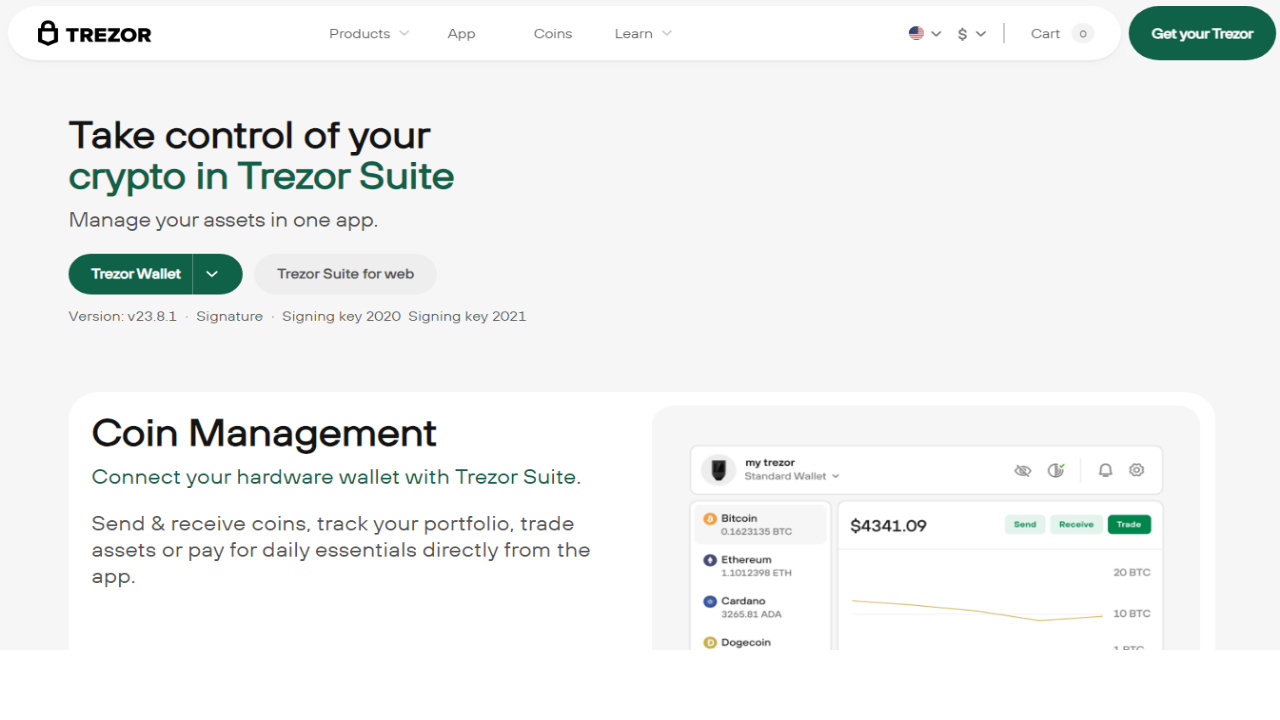 TREZOR
Products
App
Coins
Learn
$
Cart
0
Get your Trezor
Take control of your
crypto in Trezor Suite
Manage your assets in one app.
Trezor Wallet
Trezor Suite for web
Version: v23.8.1 · Signature · Signing key 2020 Signing key 2021
Coin Management
Connect your hardware wallet with Trezor Suite.
Send & receive coins, track your portfolio, trade
assets or pay for daily essentials directly from the
app.
my trezor
Standard Wallet
Bitcoin
0.1623135 BTC
Ethereum
1.1012398 ETH
Cardano
3265.81 ADA
Dogecoin
$4341.09
Send
Receive
Trade
20 BTC
10 BTC
1 BTC